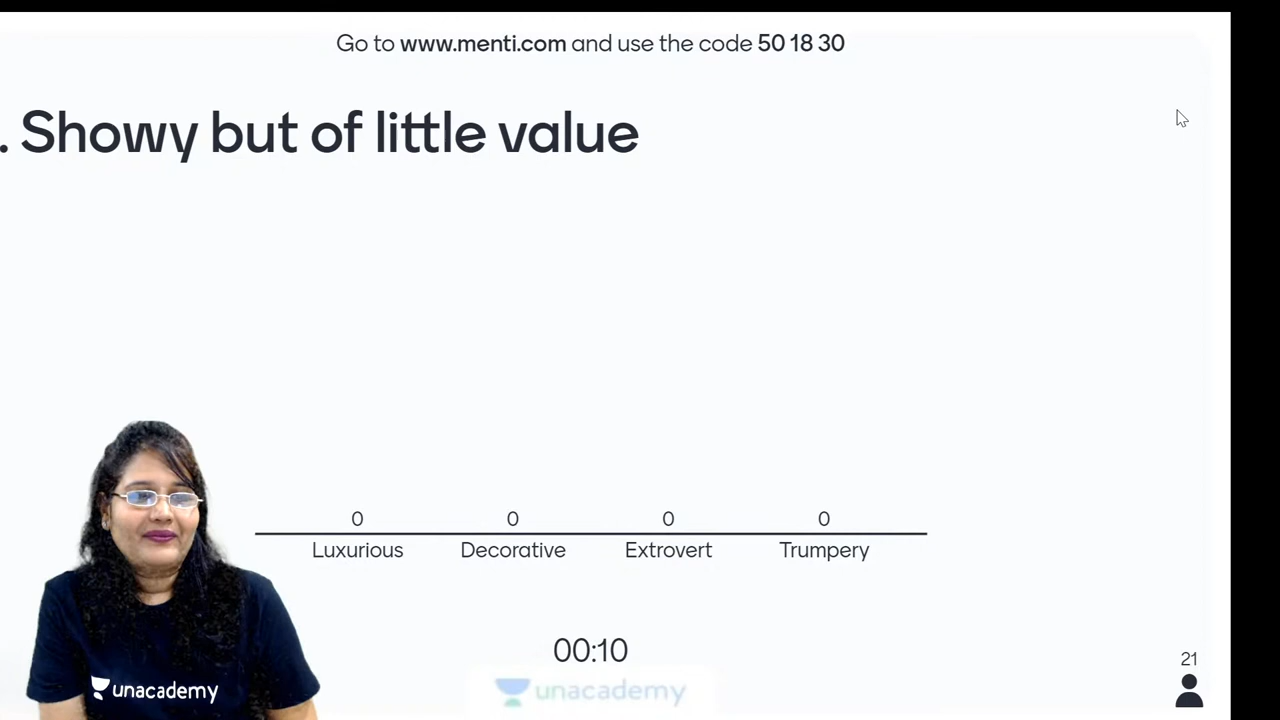 Go to www.menti.com and use the code 50 18 30
. Showy but of little value
0 0 0 0
Luxurious Decorative Extrovert Trumpery
00:10
21
unacademy
unacademy